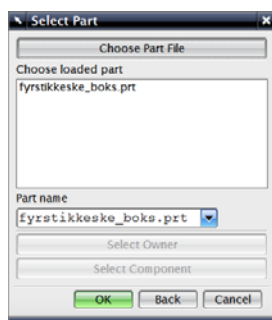 Select Part
Choose Part File
Choose loaded part
fyrstikkeske_boks.prt
Part name
fyrstikkeske_boks.prt
Select Owner
Select Component
OK Back Cancel